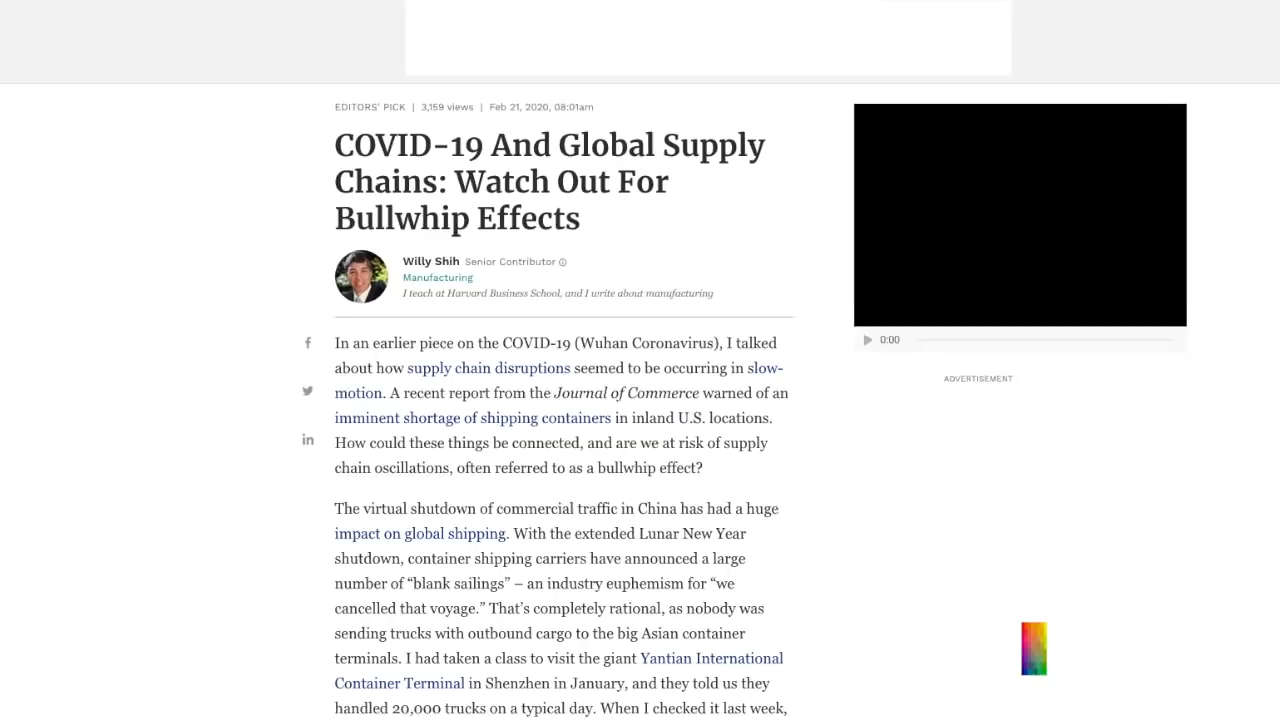 EDITORS' PICK | 3,159 views | Feb 21, 2020, 08:01am
COVID-19 And Global Supply
Chains: Watch Out For
Bullwhip Effects
Willy Shih Senior Contributor
Manufacturing
I teach at Harvard Business School, and I write about manufacturing
In an earlier piece on the COVID-19 (Wuhan Coronavirus), I talked
about how supply chain disruptions seemed to be occurring in slow-
motion. A recent report from the Journal of Commerce warned of an
imminent shortage of shipping containers in inland U.S. locations.
How could these things be connected, and are we at risk of supply
chain oscillations, often referred to as a bullwhip effect?
The virtual shutdown of commercial traffic in China has had a huge
impact on global shipping. With the extended Lunar New Year
shutdown, container shipping carriers have announced a large
number of “blank sailings” – an industry euphemism for “we
cancelled that voyage.” That’s completely rational, as nobody was
sending trucks with outbound cargo to the big Asian container
terminals. I had taken a class to visit the giant Yantian International
Container Terminal in Shenzhen in January, and they told us they
handled 20,000 trucks on a typical day. When I checked it last week,
0:00
ADVERTISEMENT